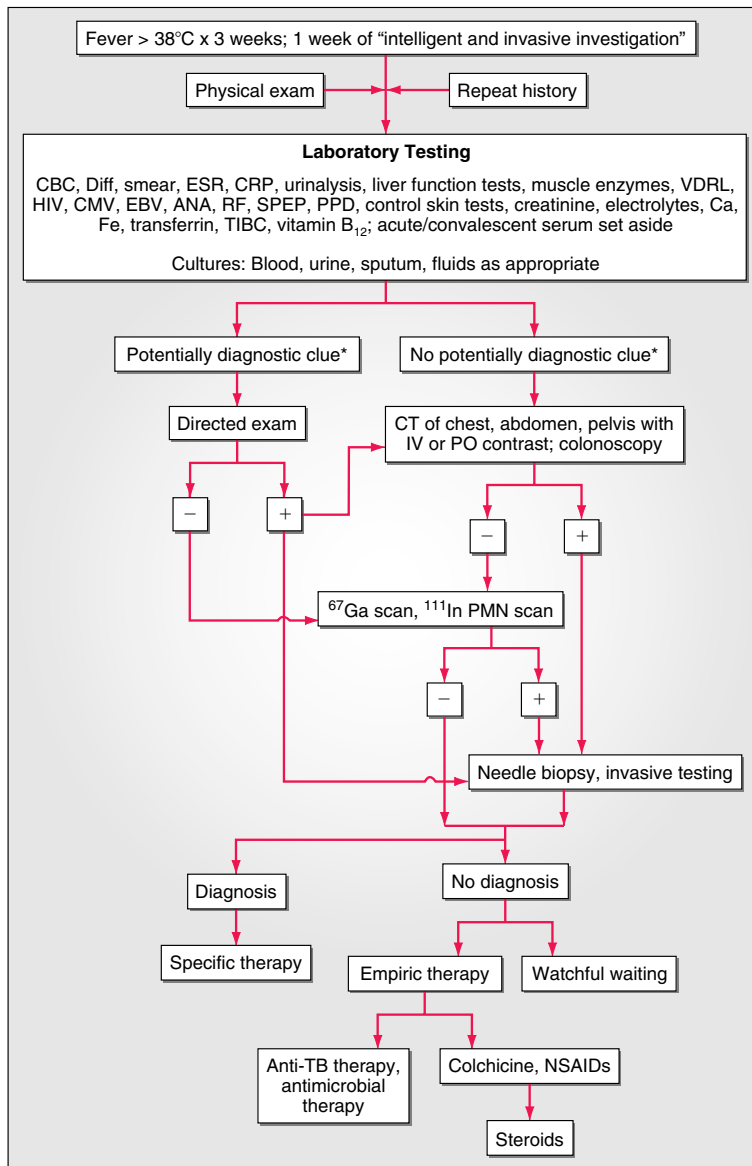 Fever > 38°C x 3 weeks; 1 week of “intelligent and invasive investigation”
Physical exam
Repeat history
Laboratory Testing
CBC, Diff, smear, ESR, CRP, urinalysis, liver function tests, muscle enzymes, VDRL,
HIV, CMV, EBV, ANA, RF, SPEP, PPD, control skin tests, creatinine, electrolytes, Ca,
Fe, transferrin, TIBC, vitamin B₁₂; acute/convalescent serum set aside
Cultures: Blood, urine, sputum, fluids as appropriate
Potentially diagnostic clue*
No potentially diagnostic clue*
Directed exam
CT of chest, abdomen, pelvis with
IV or PO contrast; colonoscopy
−
+
−
+
⁶⁷Ga scan, ¹¹¹In PMN scan
−
+
Needle biopsy, invasive testing
Diagnosis
No diagnosis
Specific therapy
Empiric therapy
Watchful waiting
Anti-TB therapy,
antimicrobial
therapy
Colchicine, NSAIDs
Steroids